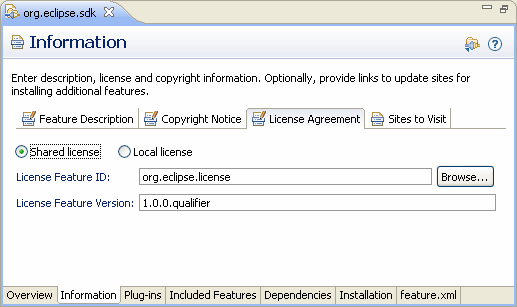 org.eclipse.sdk
Information
Enter description, license and copyright information. Optionally, provide links to update sites for
installing additional features.
Feature Description Copyright Notice License Agreement Sites to Visit
Shared license Local license
License Feature ID: org.eclipse.license Browse...
License Feature Version: 1.0.0.qualifier
Overview Information Plug-ins Included Features Dependencies Installation feature.xml